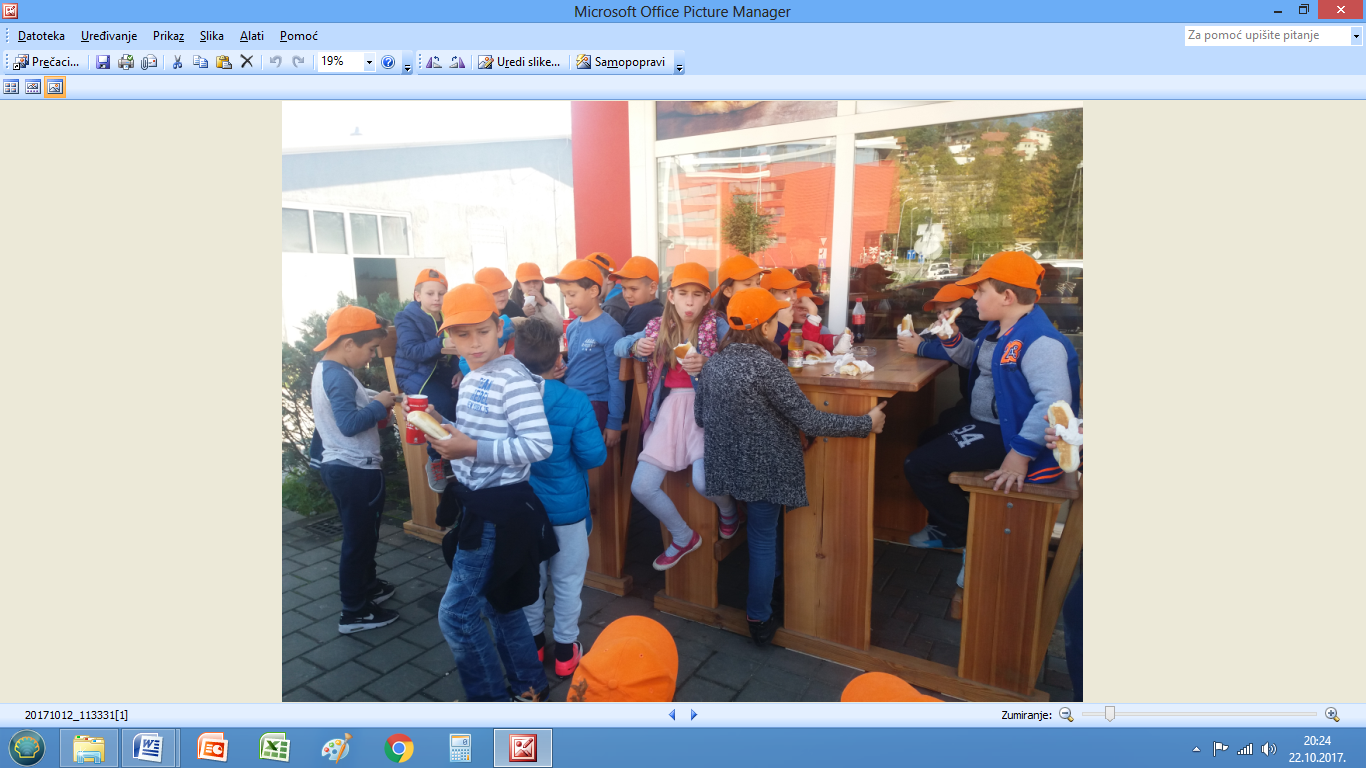 Microsoft Office Picture Manager
Datoteka Uređivanje Prikaz Slika Alati Pomoć
Za pomoć upišite pitanje
Prečaci... 19% Uredi slike... Samopopravi
94
20171012_113331[1]
Zumiranje:
20:24
22.10.2017.